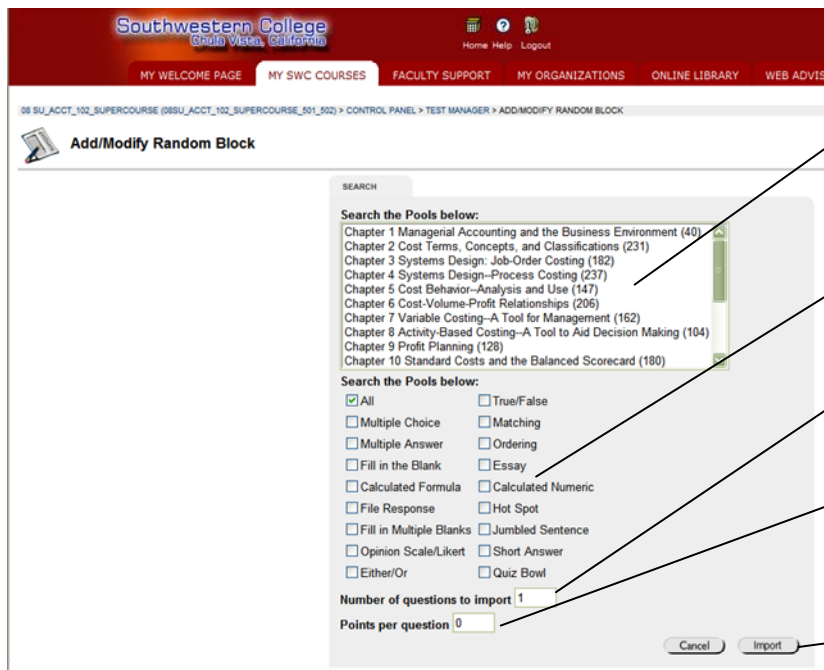 Southwestern College
Chula Vista, California
Home Help Logout
MY WELCOME PAGE MY SWC COURSES FACULTY SUPPORT MY ORGANIZATIONS ONLINE LIBRARY WEB ADVIS
08 SU_ACCT_102_SUPERCOURSE (08SU_ACCT_102_SUPERCOURSE_501_502) > CONTROL PANEL > TEST MANAGER > ADD/MODIFY RANDOM BLOCK
Add/Modify Random Block
SEARCH
Search the Pools below:
Chapter 1 Managerial Accounting and the Business Environment (40)
Chapter 2 Cost Terms, Concepts, and Classifications (231)
Chapter 3 Systems Design: Job-Order Costing (182)
Chapter 4 Systems Design--Process Costing (237)
Chapter 5 Cost Behavior--Analysis and Use (147)
Chapter 6 Cost-Volume-Profit Relationships (206)
Chapter 7 Variable Costing--A Tool for Management (162)
Chapter 8 Activity-Based Costing--A Tool to Aid Decision Making (104)
Chapter 9 Profit Planning (128)
Chapter 10 Standard Costs and the Balanced Scorecard (180)
Search the Pools below:
All True/False
Multiple Choice Matching
Multiple Answer Ordering
Fill in the Blank Essay
Calculated Formula Calculated Numeric
File Response Hot Spot
Fill in Multiple Blanks Jumbled Sentence
Opinion Scale/Likert Short Answer
Either/Or Quiz Bowl
Number of questions to import 1
Points per question 0
Cancel Import